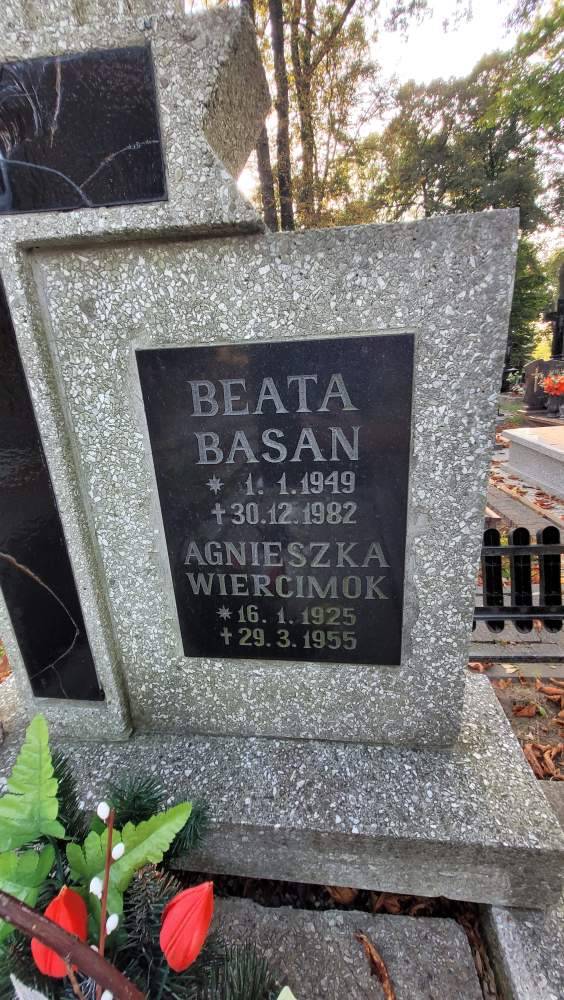 BEATA
BASAN
* 1. 1.1949
†30.12.1982
AGNIESZKA
WIERCIMOK
*16. 1. 1925
†29. 3. 1955